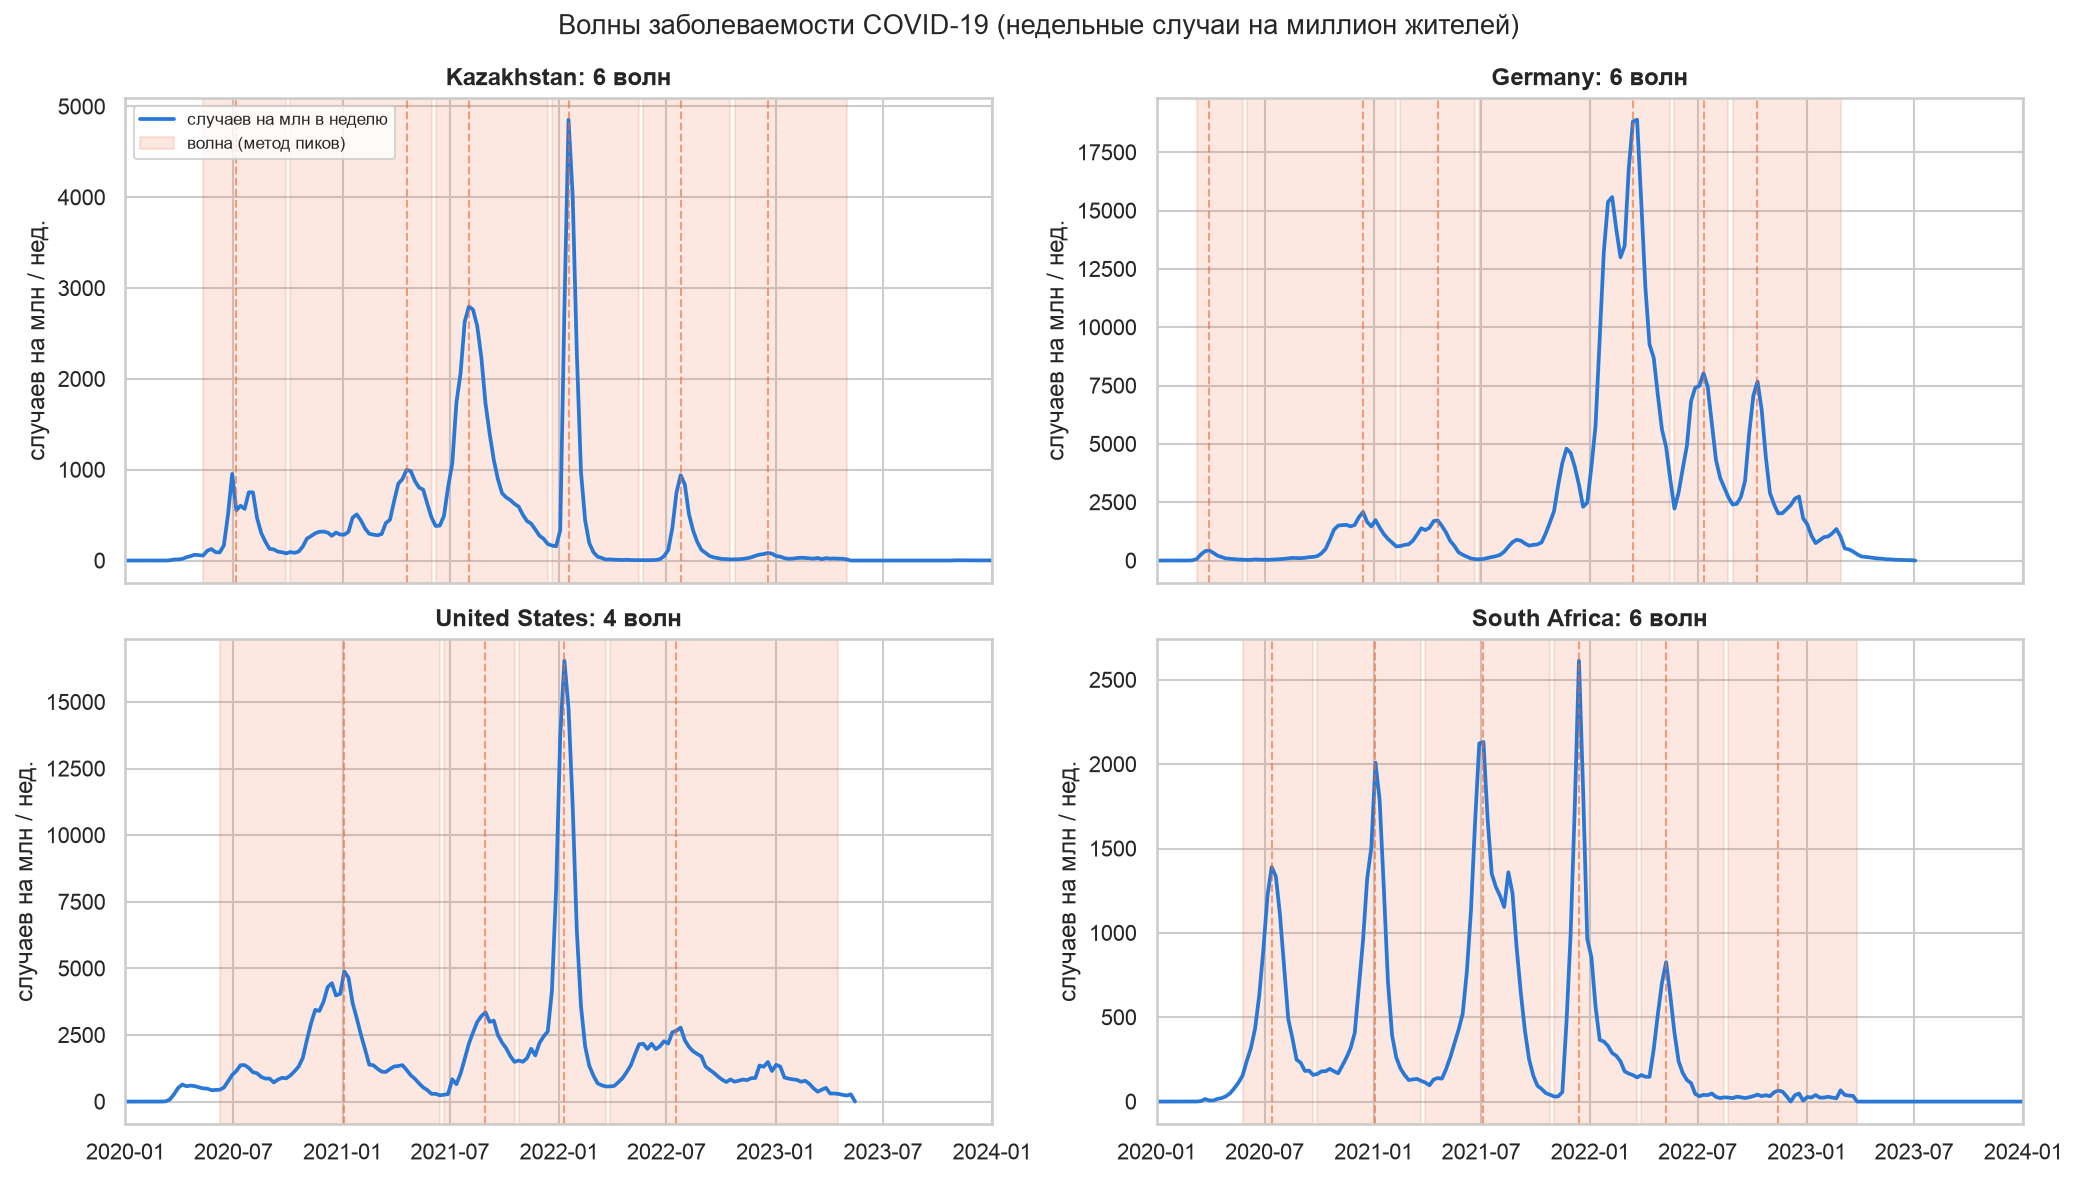 Волны заболеваемости COVID-19 (недельные случаи на миллион жителей)
Kazakhstan: 6 волн
случаев на млн / нед.
5000
4000
3000
2000
1000
0
случаев на млн в неделю
волна (метод пиков)
Germany: 6 волн
случаев на млн / нед.
17500
15000
12500
10000
7500
5000
2500
0
United States: 4 волн
случаев на млн / нед.
15000
12500
10000
7500
5000
2500
0
2020-01 2020-07 2021-01 2021-07 2022-01 2022-07 2023-01 2023-07 2024-01
South Africa: 6 волн
случаев на млн / нед.
2500
2000
1500
1000
500
0
2020-01 2020-07 2021-01 2021-07 2022-01 2022-07 2023-01 2023-07 2024-01